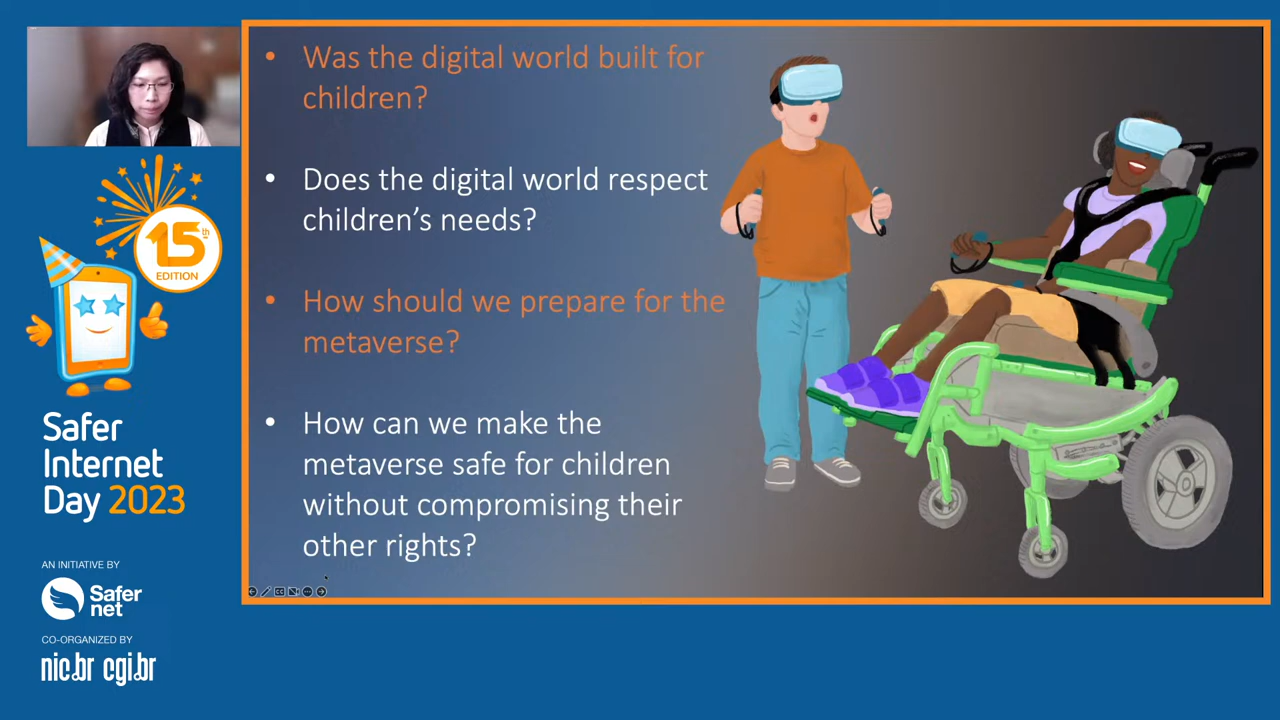 • Was the digital world built for
children?
• Does the digital world respect
children’s needs?
• How should we prepare for the
metaverse?
• How can we make the
metaverse safe for children
without compromising their
other rights?
15th
EDITION
Safer
Internet
Day 2023
AN INITIATIVE BY
Safer
net
CO-ORGANIZED BY
nic.br cgi.br